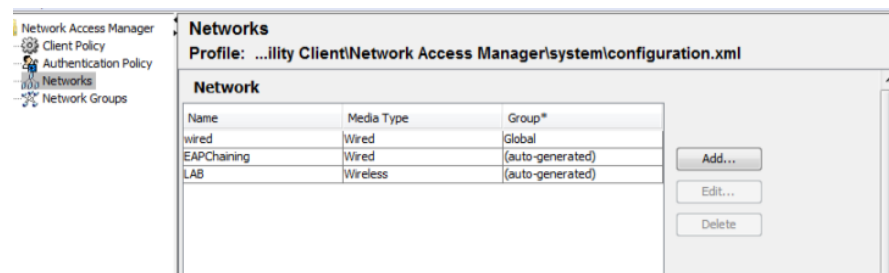 Network Access Manager
Client Policy
Authentication Policy
Networks
Network Groups
Networks
Profile: ...ility Client\Network Access Manager\system\configuration.xml
Network
Name Media Type Group*
wired Wired Global
EAPChaining Wired (auto-generated)
LAB Wireless (auto-generated)
Add...
Edit...
Delete